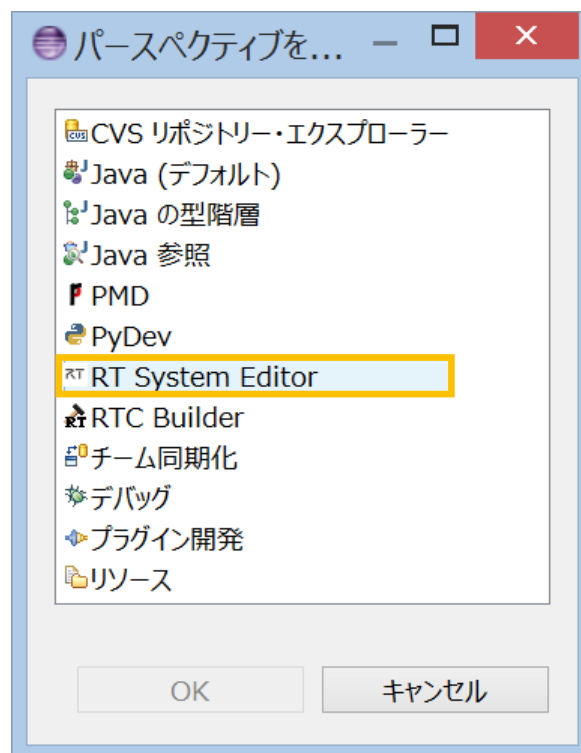 パースペクティブを...
CVS リポジトリー・エクスプローラー
Java (デフォルト)
Java の型階層
Java 参照
PMD
PyDev
RT System Editor
RTC Builder
チーム同期化
デバッグ
プラグイン開発
リソース
OK
キャンセル